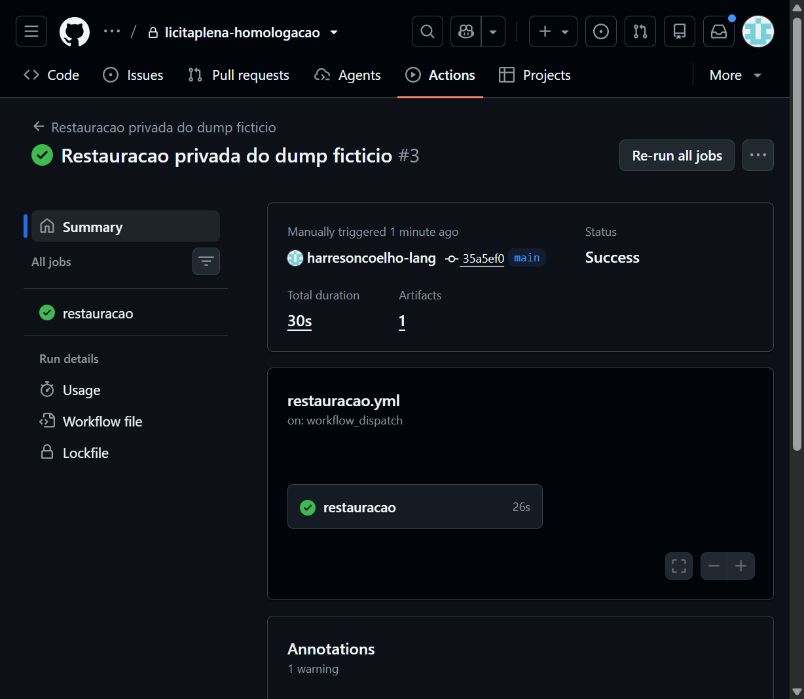 ... / licitaplena-homologacao
Code Issues Pull requests Agents Actions Projects More
Restauracao privada do dump ficticio
Restauracao privada do dump ficticio #3
Re-run all jobs
Summary
All jobs
restauracao
Run details
Usage
Workflow file
Lockfile
Manually triggered 1 minute ago
harresoncoelho-lang 35a5ef0 main
Status
Success
Total duration
30s
Artifacts
1
restauracao.yml
on: workflow_dispatch
restauracao 26s
Annotations
1 warning